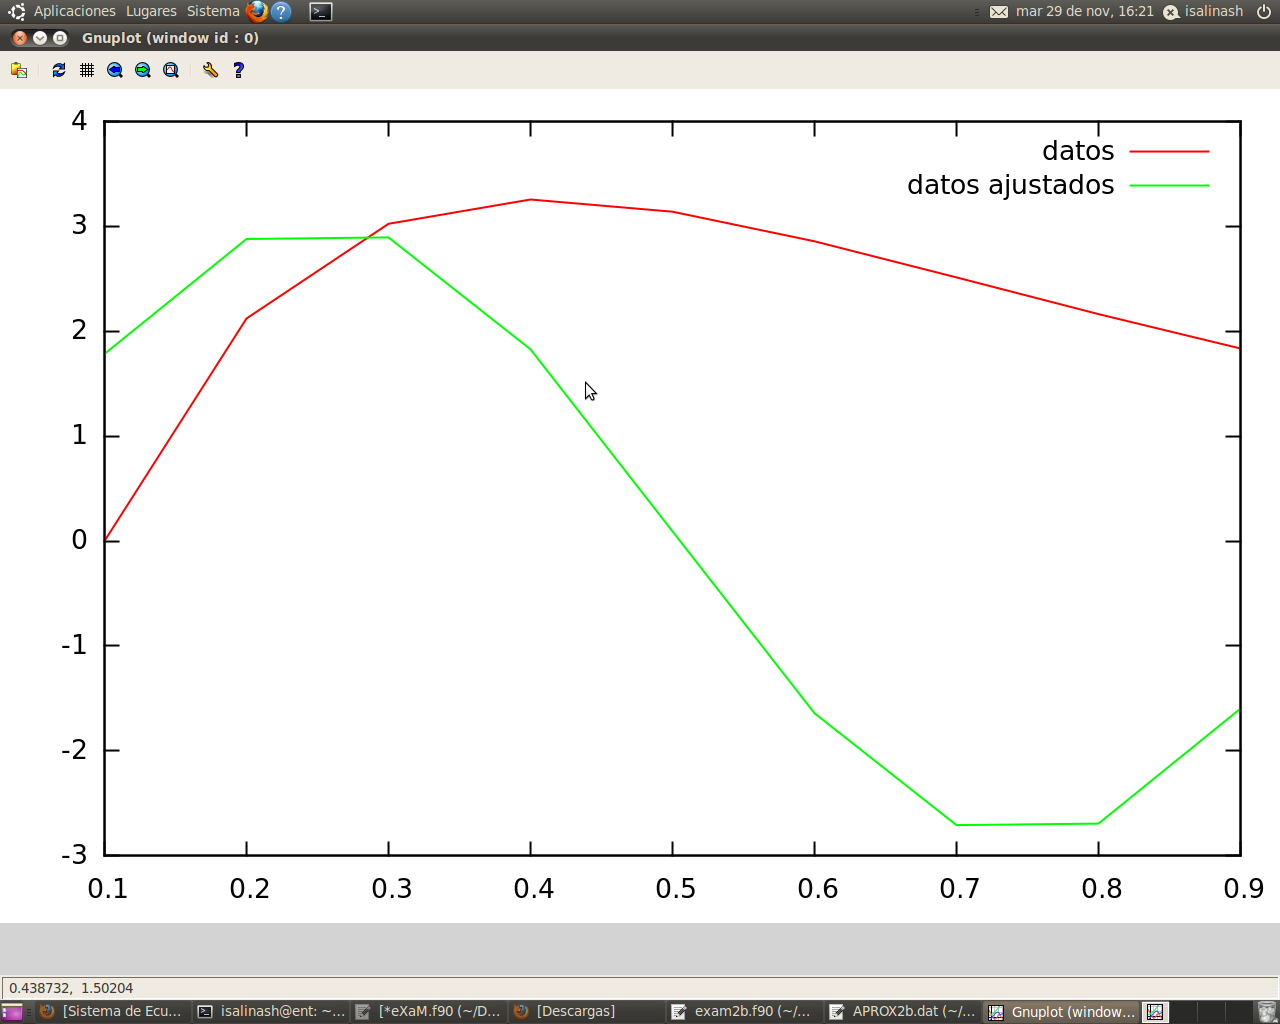 Aplicaciones Lugares Sistema mar 29 de nov, 16:21 isalinash
Gnuplot (window id : 0)
4
3
2
1
0
-1
-2
-3
datos
datos ajustados
0.1 0.2 0.3 0.4 0.5 0.6 0.7 0.8 0.9
0.438732, 1.50204
[Sistema de Ecu... isalinash@ent: ~... [*eXaM.f90 (~/D... [Descargas] exam2b.f90 (~/... APROX2b.dat (~/... Gnuplot (window...